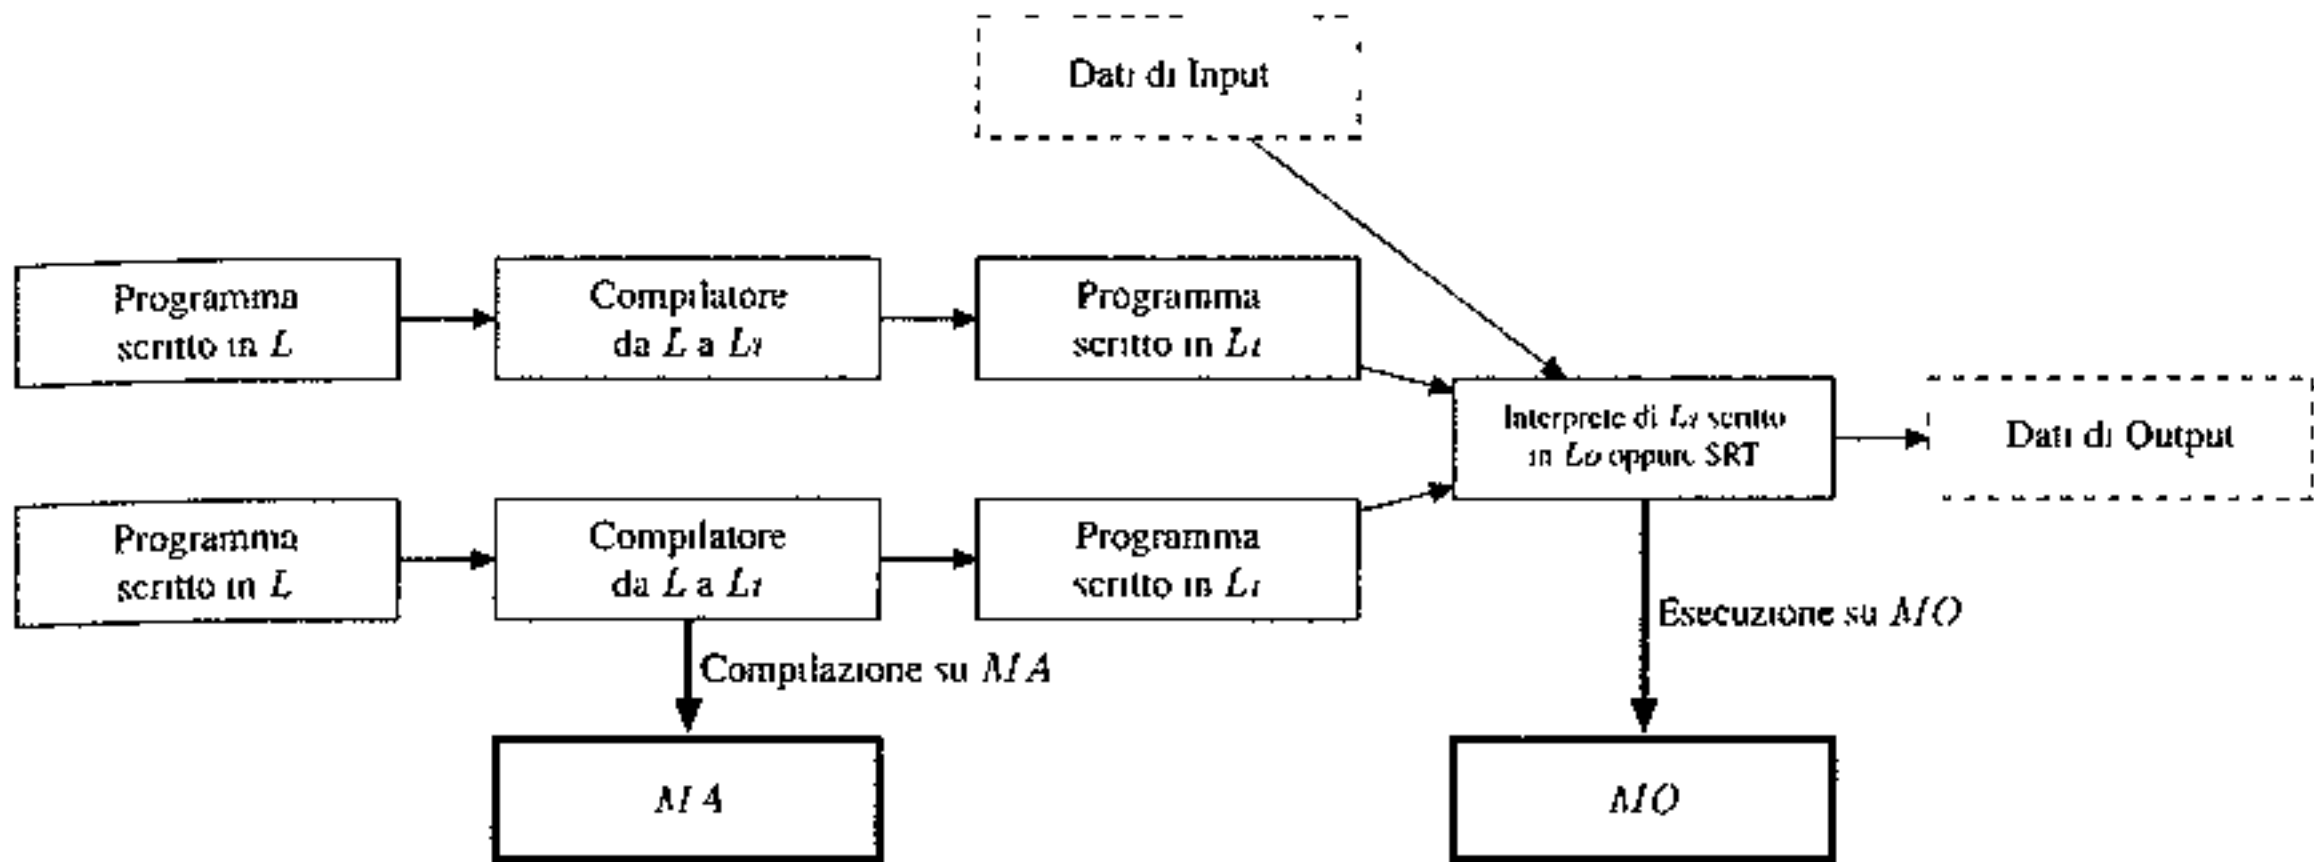 Dati di Input
Programma
scritto in L
Compilatore
da L a Li
Programma
scritto in Li
Interprete di Li scritto
in Lo oppure SRT
Dati di Output
Programma
scritto in L
Compilatore
da L a Li
Programma
scritto in Li
Esecuzione su MO
Compilazione su MA
MA
MO